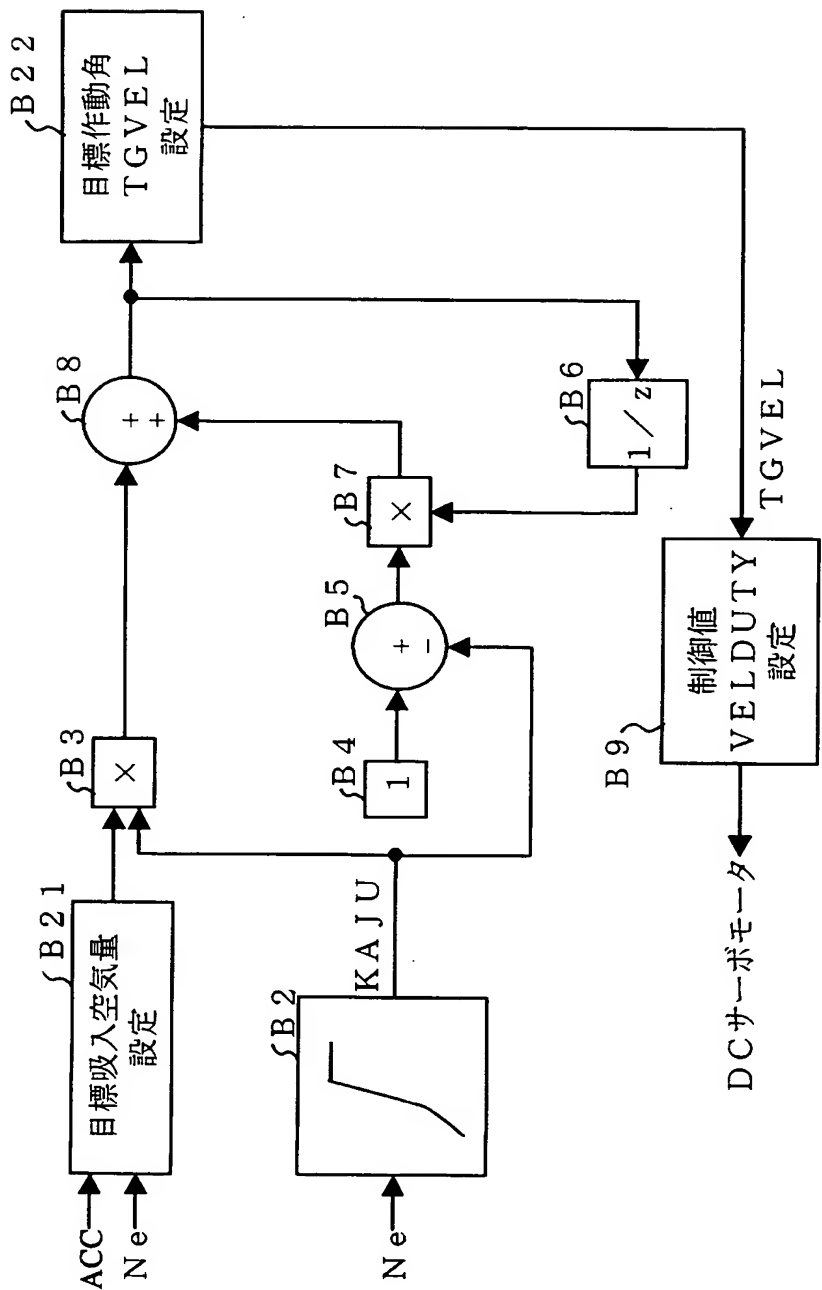 ACC
Ne
目標吸入空気量
設定
B21
Ne
B2
KAJU
B3
×
B4
1
B5
+
−
B7
×
B6
1/z
B8
+
+
B22
目標作動角
TGVEL
設定
TGVEL
B9
制御値
VELDUTY
設定
DCサーボモータ